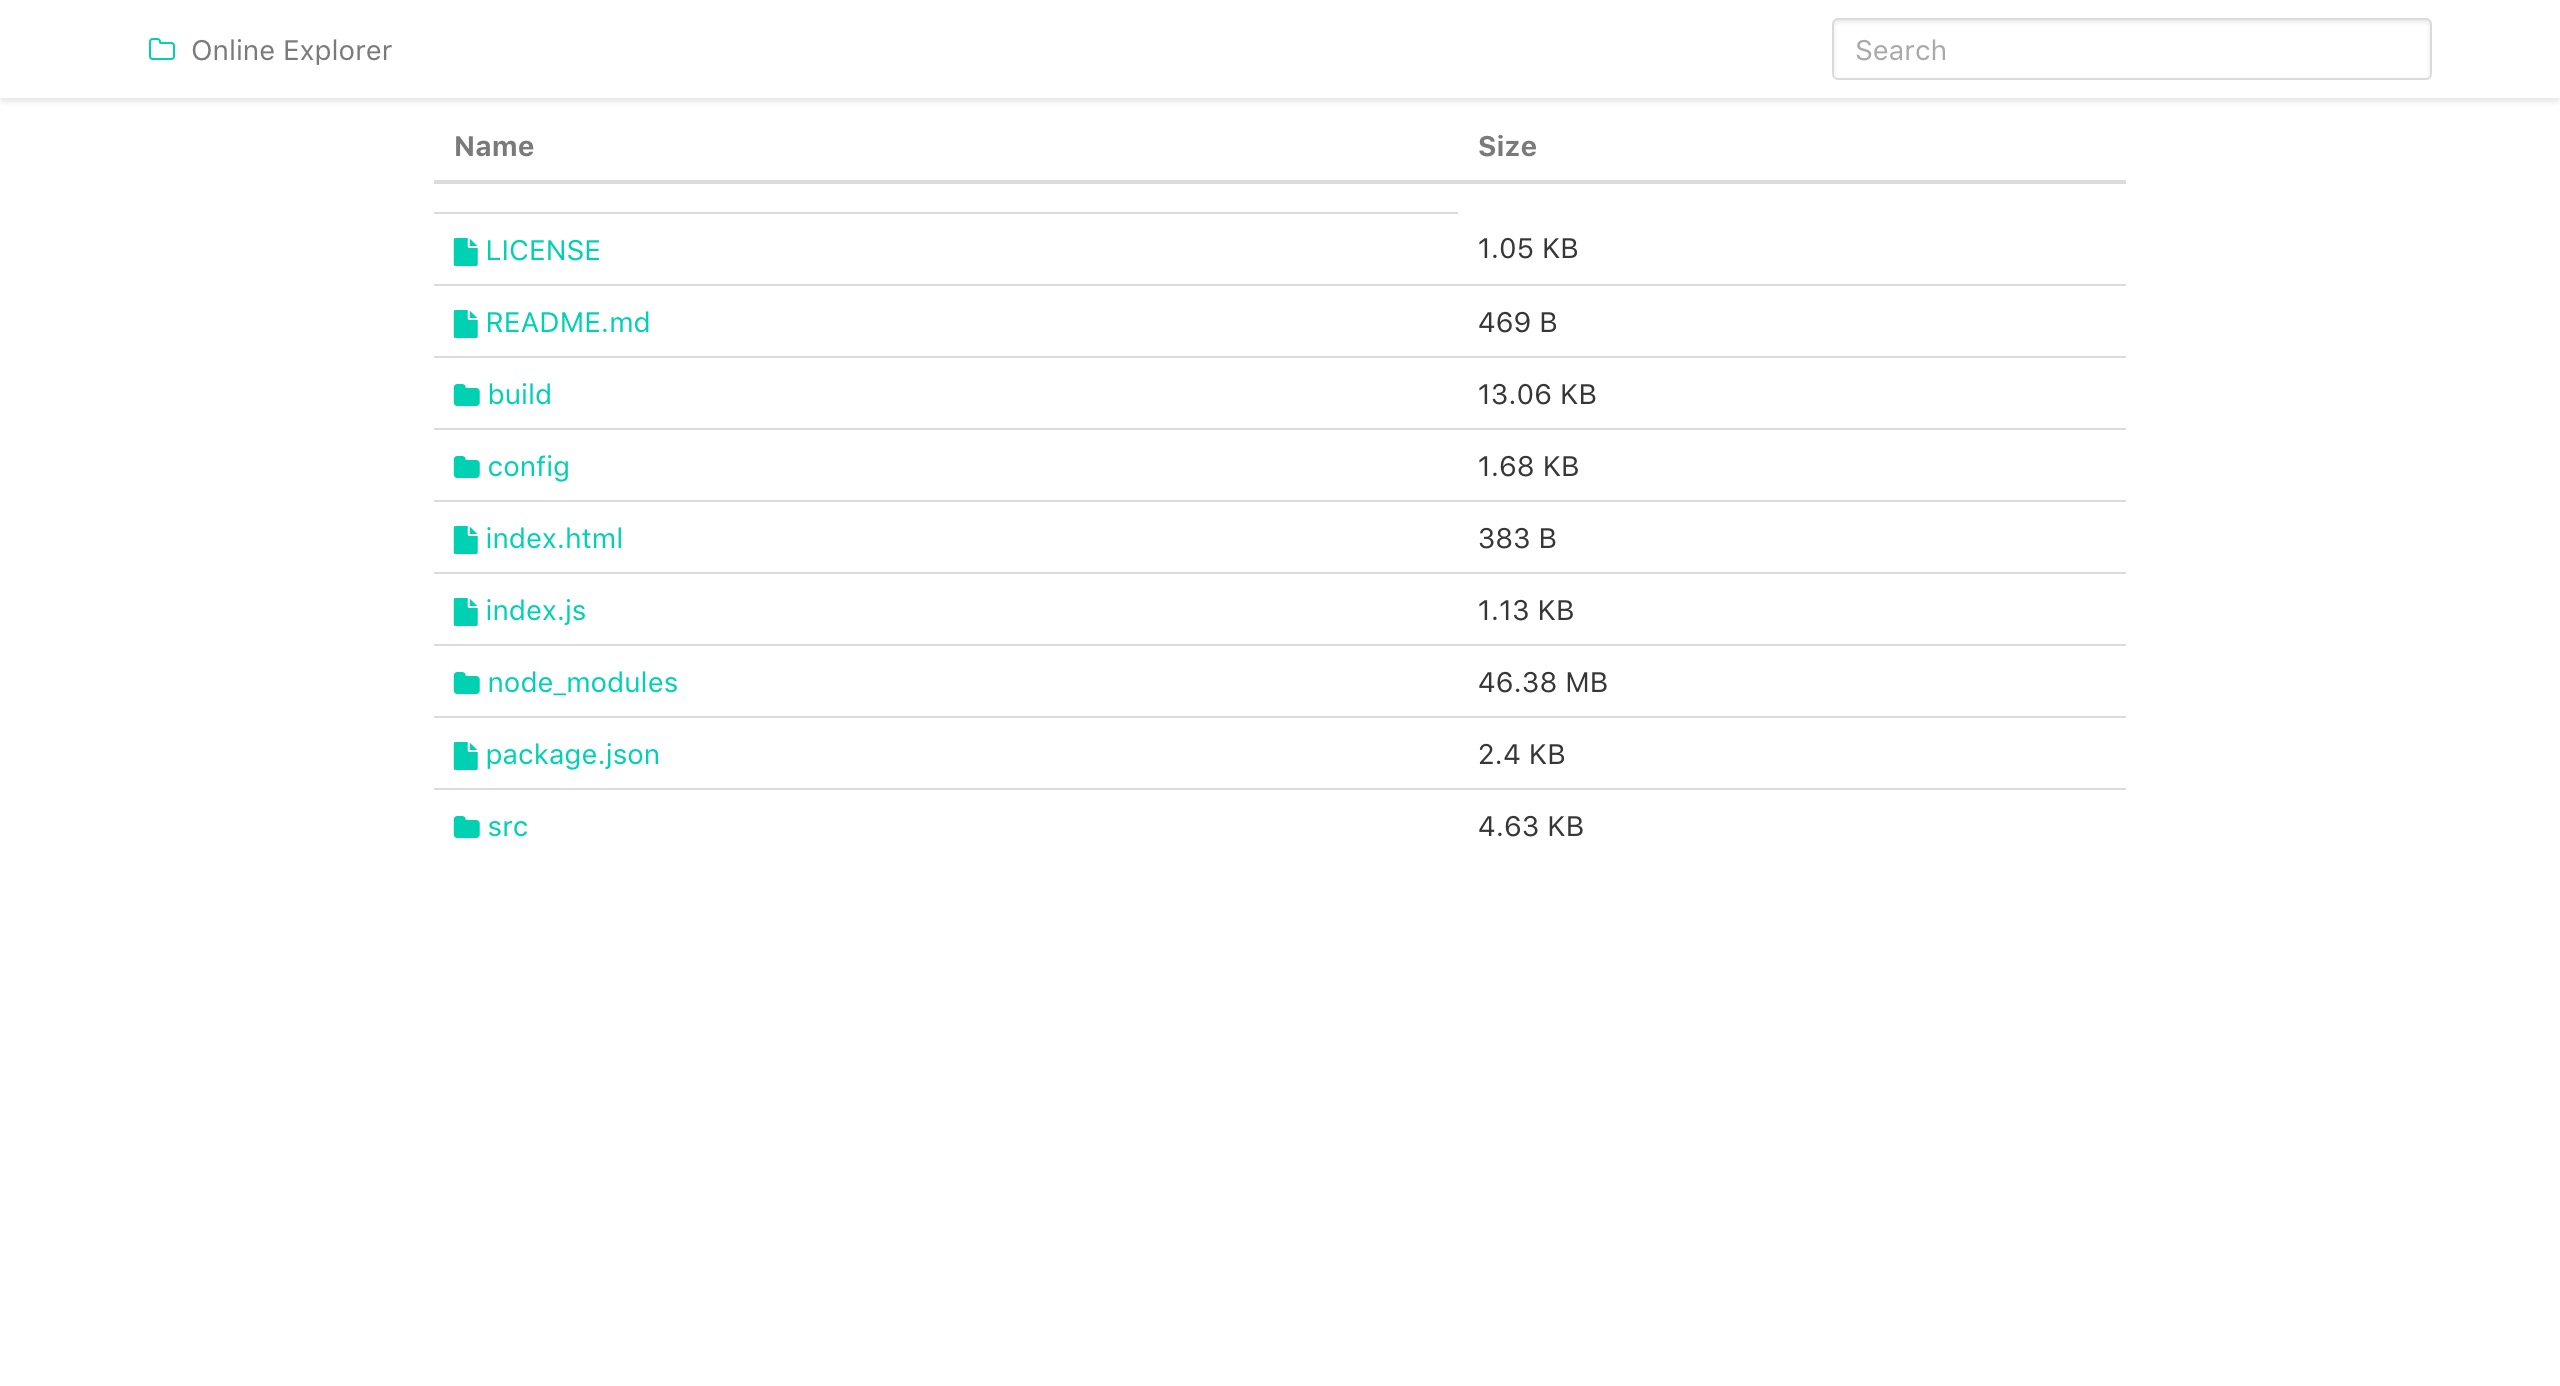 Online Explorer
Search
Name Size
LICENSE 1.05 KB
README.md 469 B
build 13.06 KB
config 1.68 KB
index.html 383 B
index.js 1.13 KB
node_modules 46.38 MB
package.json 2.4 KB
src 4.63 KB